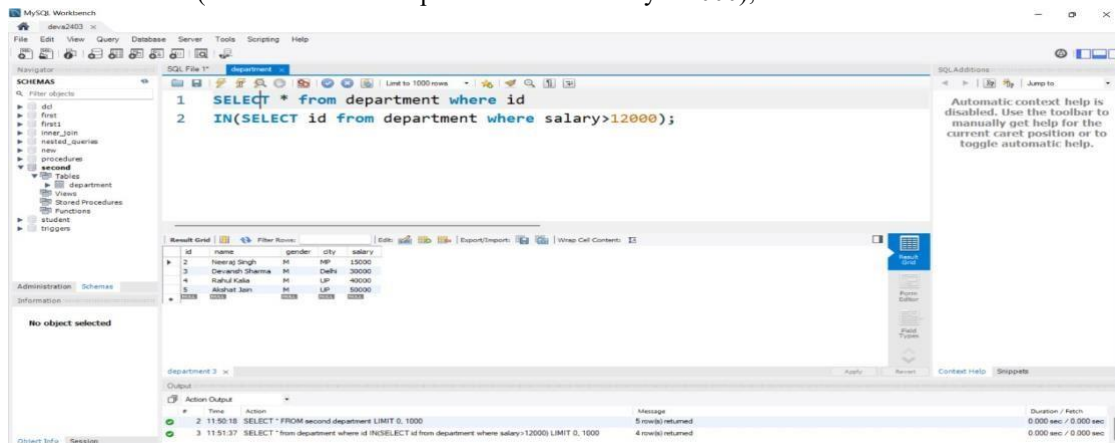 MySQL Workbench
deva2403 ×
File Edit View Query Database Server Tools Scripting Help
Navigator
SCHEMAS
Filter objects
dcl
first
first1
inner_join
nested_queries
new
procedures
second
Tables
department
Views
Stored Procedures
Functions
student
triggers
Administration Schemas
Information
No object selected
Object Info Session
SQL File 1* department ×
Limit to 1000 rows
1 SELECT * from department where id
2 IN(SELECT id from department where salary>12000);
Result Grid Filter Rows: Edit: Export/Import: Wrap Cell Content:
id name gender city salary
2 Neeraj Singh M MP 15000
3 Devansh Sharma M Delhi 30000
4 Rahul Kalia M UP 40000
5 Akshat Jain M UP 50000
NULL NULL NULL NULL NULL
Result Grid
Form Editor
Field Types
department 3 ×
Apply Revert
Output
Action Output
# Time Action Message Duration / Fetch
2 11:50:18 SELECT * FROM second.department LIMIT 0, 1000 5 row(s) returned 0.000 sec / 0.000 sec
3 11:51:37 SELECT * from department where id IN(SELECT id from department where salary>12000) LIMIT 0, 1000 4 row(s) returned 0.000 sec / 0.000 sec
SQLAdditions
Jump to
Automatic context help is
disabled. Use the toolbar to
manually get help for the
current caret position or to
toggle automatic help.
Context Help Snippets